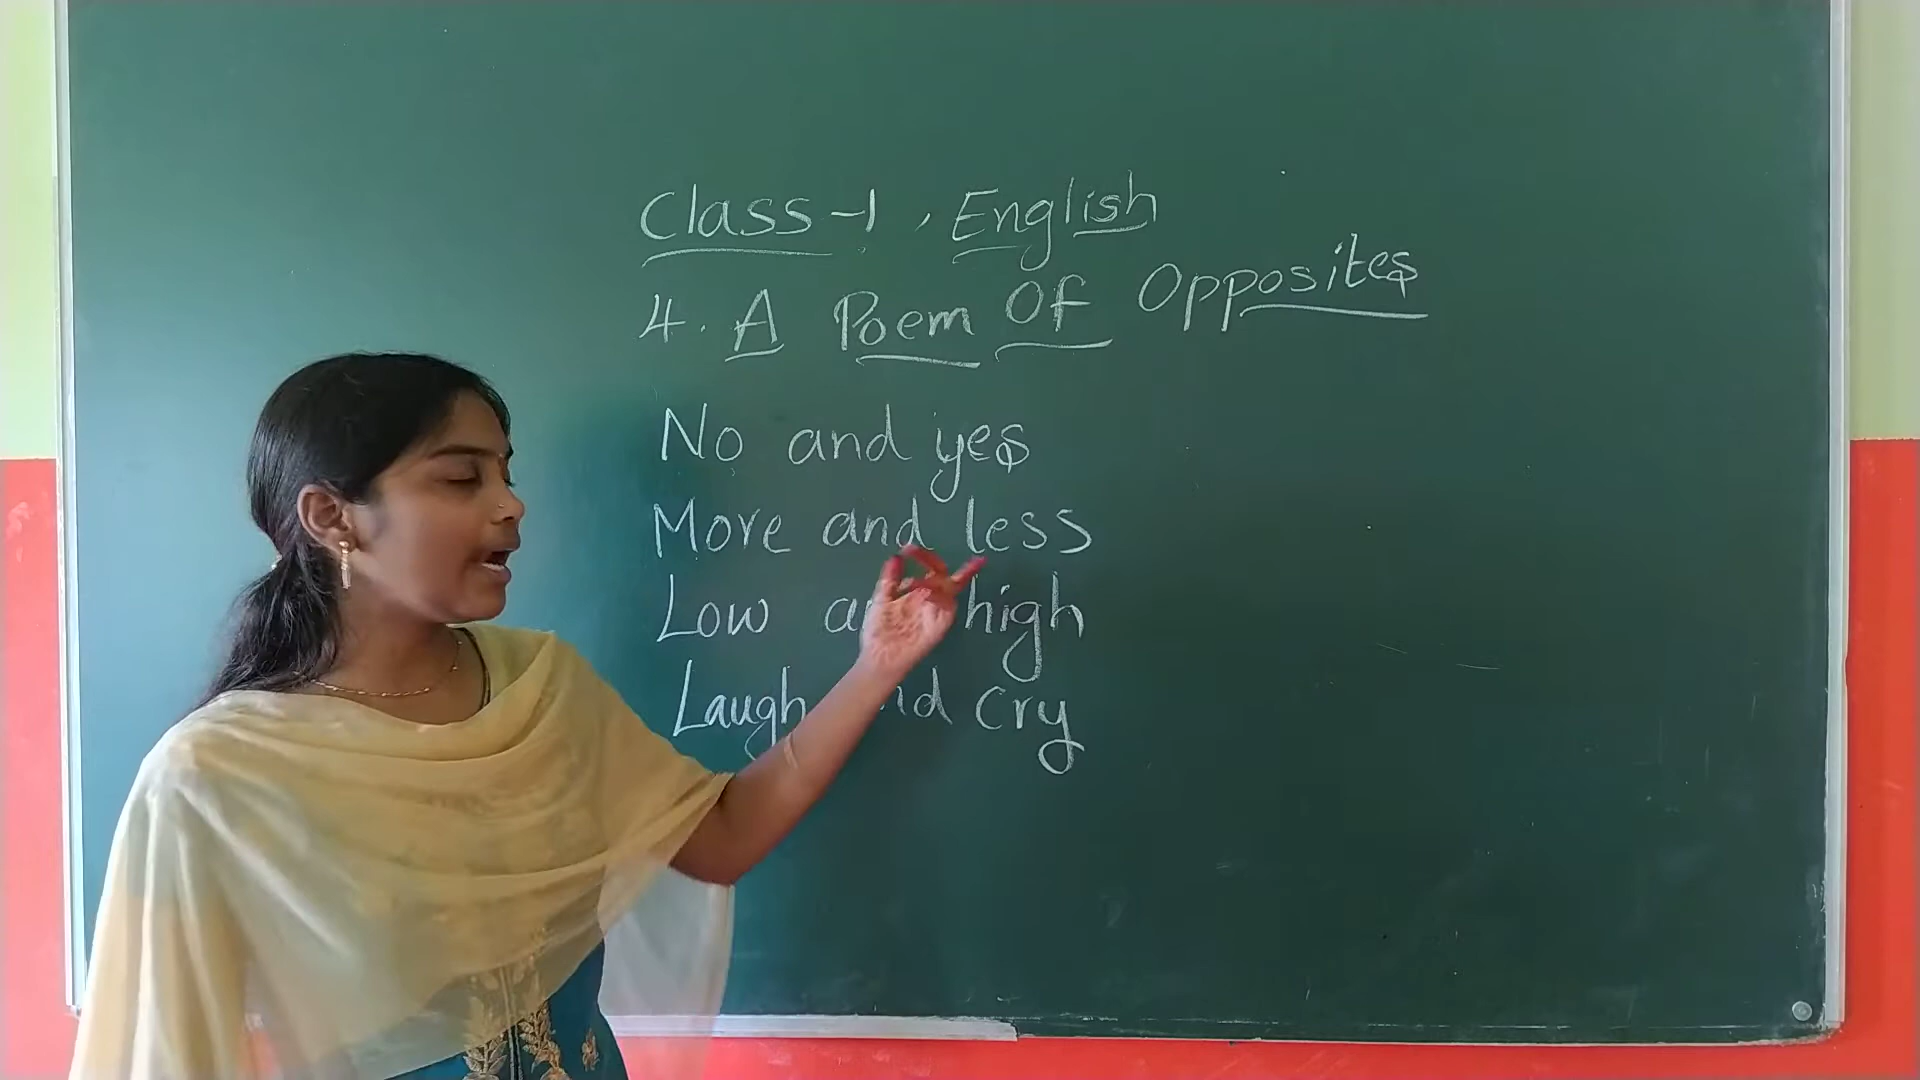 Class-1, English
4. A Poem Of Opposites
No and yes
More and less
Low and high
Laugh and cry